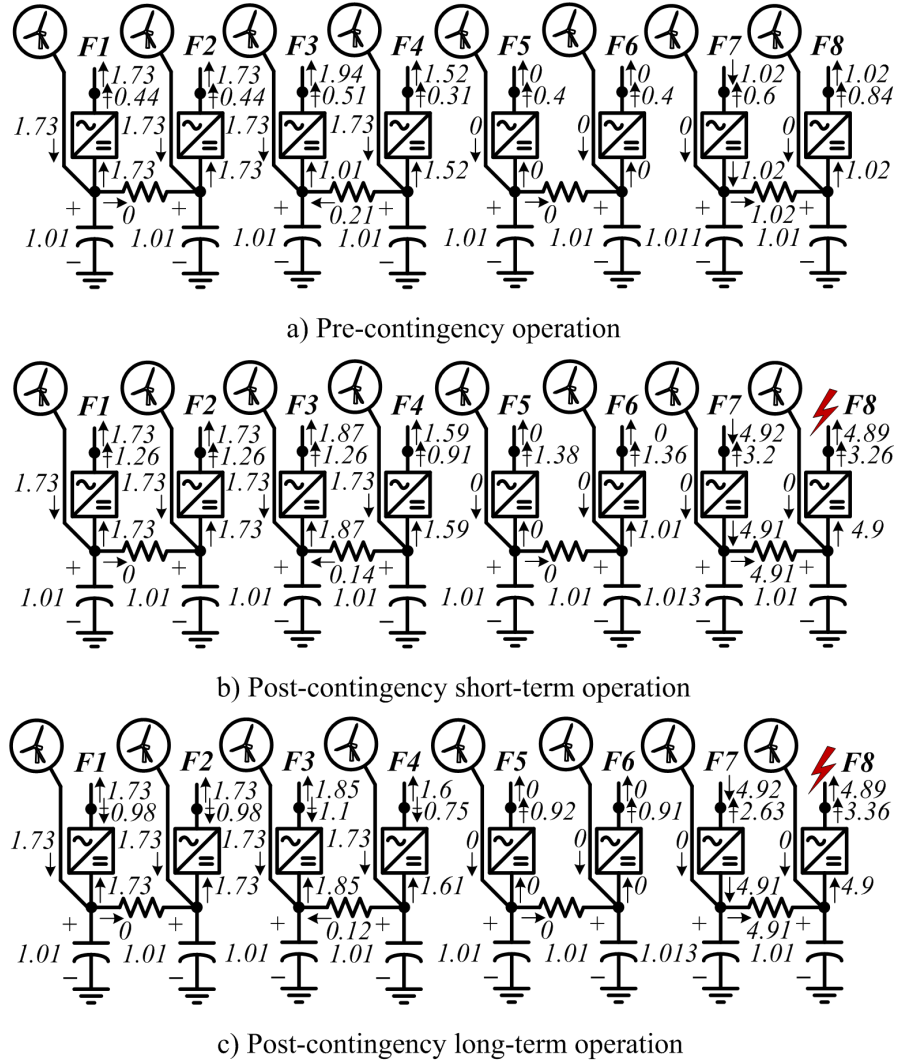 F1 F2 F3 F4 F5 F6 F7 F8
1.73 1.73 1.94 1.52 0 0 1.02 1.02
0.44 0.44 0.51 0.31 0.4 0.4 0.6 0.84
1.73 1.73 1.73 1.73 0 0 0 0
1.73 1.73 1.01 1.52 0 0 1.02 1.02
+ + + + + + + +
0 0.21 0 1.02
1.01 1.01 1.01 1.01 1.01 1.01 1.011 1.01
− − − − − − − −
a) Pre-contingency operation
F1 F2 F3 F4 F5 F6 F7 F8
1.73 1.73 1.87 1.59 0 0 4.92 4.89
1.26 1.26 1.26 0.91 1.38 1.36 3.2 3.26
1.73 1.73 1.73 1.73 0 0 0 0
1.73 1.73 1.87 1.59 0 1.01 4.91 4.9
+ + + + + + + +
0 0.14 0 4.91
1.01 1.01 1.01 1.01 1.01 1.01 1.013 1.01
− − − − − − − −
b) Post-contingency short-term operation
F1 F2 F3 F4 F5 F6 F7 F8
1.73 1.73 1.85 1.6 0 0 4.92 4.89
0.98 0.98 1.1 0.75 0.92 0.91 2.63 3.36
1.73 1.73 1.73 1.73 0 0 0 0
1.73 1.73 1.85 1.61 0 0 4.91 4.9
+ + + + + + + +
0 0.12 0 4.91
1.01 1.01 1.01 1.01 1.01 1.01 1.013 1.01
− − − − − − − −
c) Post-contingency long-term operation